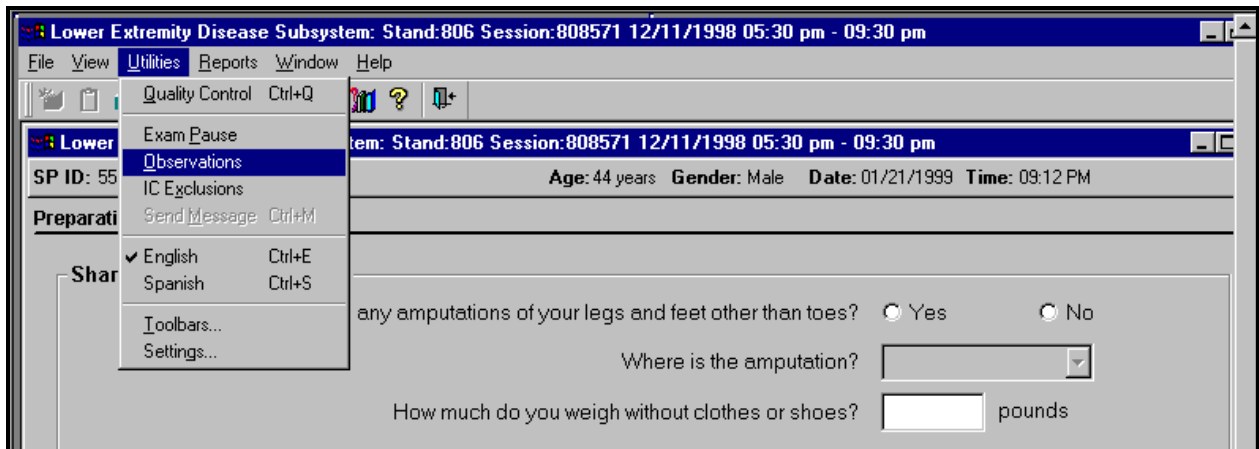 Lower Extremity Disease Subsystem: Stand:806 Session:808571 12/11/1998 05:30 pm - 09:30 pm
File View Utilities Reports Window Help
Quality Control Ctrl+Q
Exam Pause
Observations
IC Exclusions
Send Message Ctrl+M
English Ctrl+E
Spanish Ctrl+S
Toolbars...
Settings...
Lower tem: Stand:806 Session:808571 12/11/1998 05:30 pm - 09:30 pm
SP ID: 55 Age: 44 years Gender: Male Date: 01/21/1999 Time: 09:12 PM
Preparati
Shar
any amputations of your legs and feet other than toes? Yes No
Where is the amputation?
How much do you weigh without clothes or shoes? pounds